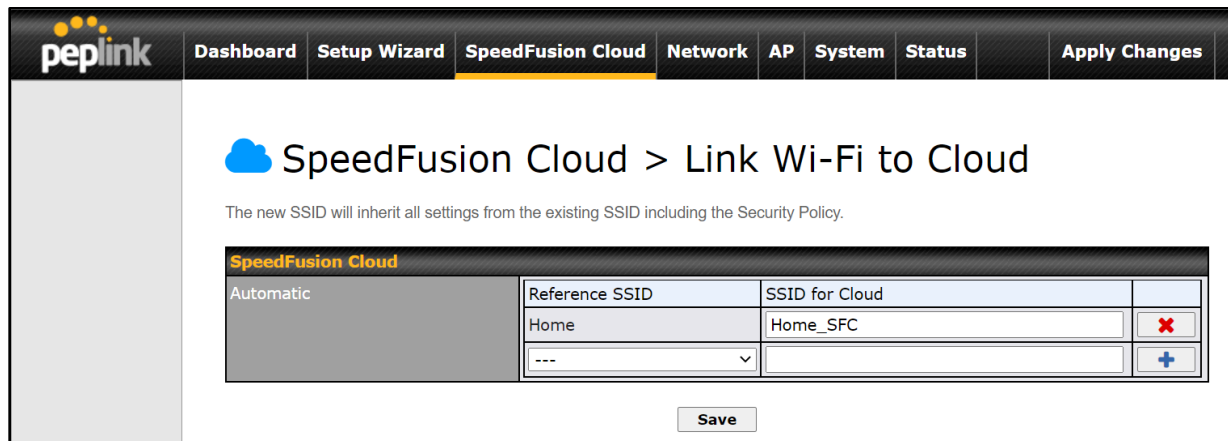 peplink
Dashboard Setup Wizard SpeedFusion Cloud Network AP System Status Apply Changes
SpeedFusion Cloud > Link Wi-Fi to Cloud
The new SSID will inherit all settings from the existing SSID including the Security Policy.
SpeedFusion Cloud
Automatic Reference SSID SSID for Cloud
Home Home_SFC
---
Save